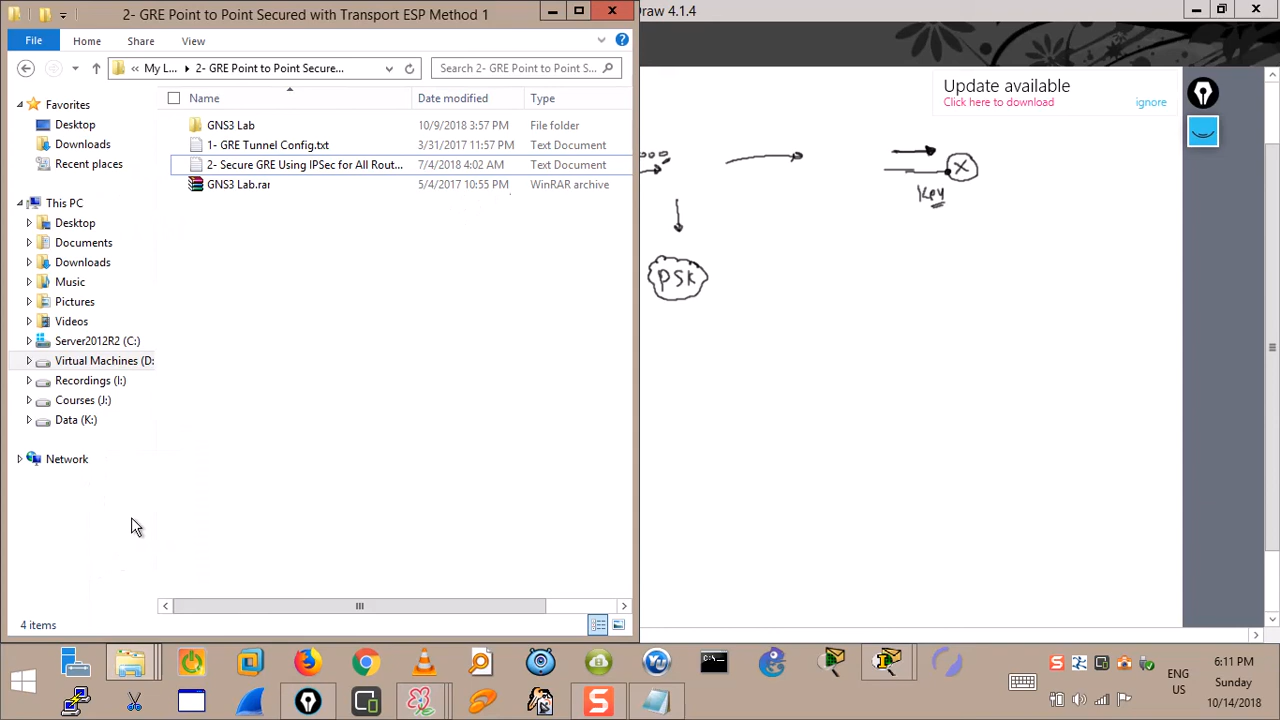 2- GRE Point to Point Secured with Transport ESP Method 1
Draw 4.1.4
File
Home
Share
View
« My L... 2- GRE Point to Point Secure...
Search 2- GRE Point to Point S...
Update available
Click here to download
ignore
Favorites
Desktop
Downloads
Recent places
This PC
Desktop
Documents
Downloads
Music
Pictures
Videos
Server2012R2 (C:)
Virtual Machines (D:
Recordings (I:)
Courses (J:)
Data (K:)
Network
Name
Date modified
Type
GNS3 Lab
10/9/2018 3:57 PM
File folder
1- GRE Tunnel Config.txt
3/31/2017 11:57 PM
Text Document
2- Secure GRE Using IPSec for All Rout...
7/4/2018 4:02 AM
Text Document
GNS3 Lab.rar
5/4/2017 10:55 PM
WinRAR archive
X
Key
PSK
4 items
ENG
US
6:11 PM
Sunday
10/14/2018